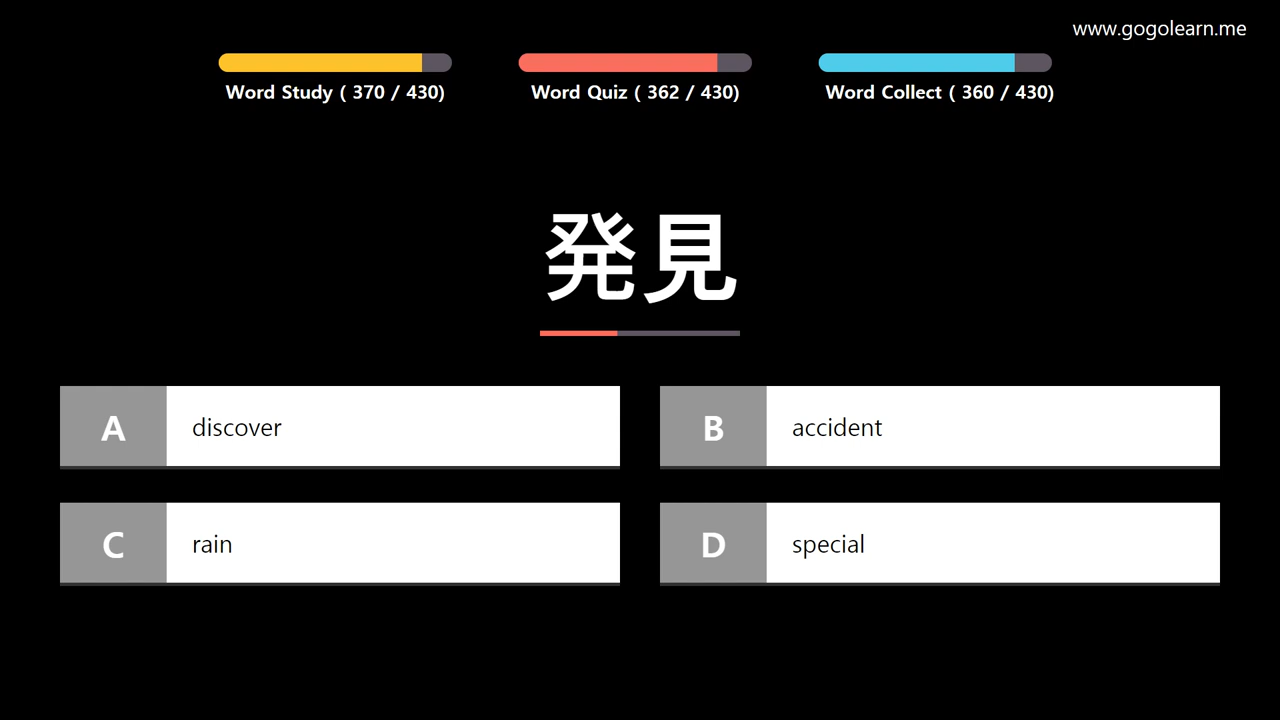 www.gogolearn.me
Word Study ( 370 / 430)
Word Quiz ( 362 / 430)
Word Collect ( 360 / 430)
発見
A discover
B accident
C rain
D special